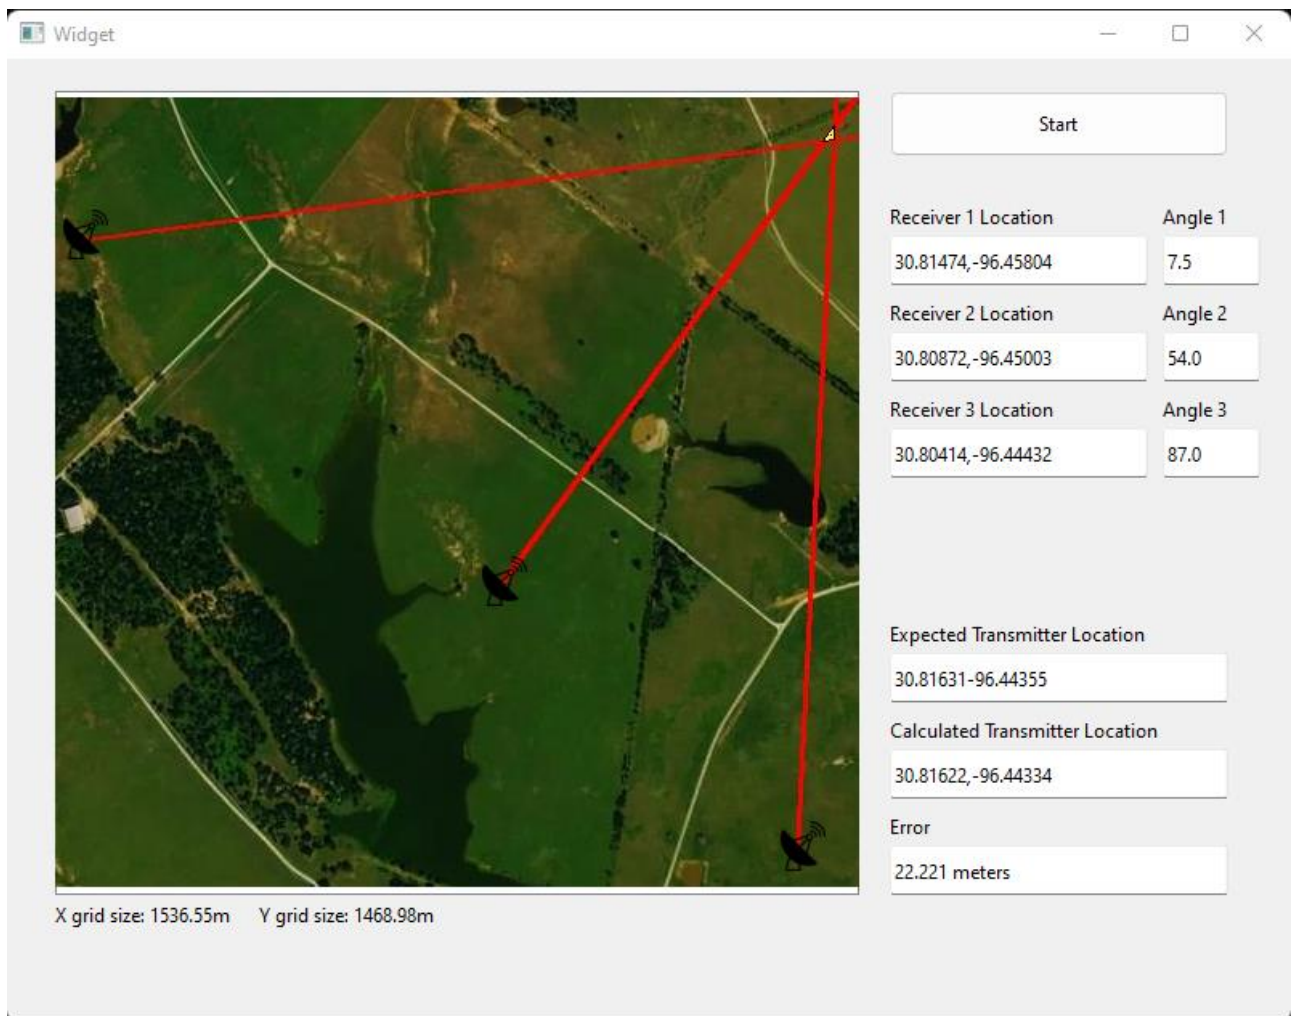 Widget
Start
Receiver 1 Location Angle 1
30.81474,-96.45804 7.5
Receiver 2 Location Angle 2
30.80872,-96.45003 54.0
Receiver 3 Location Angle 3
30.80414,-96.44432 87.0
Expected Transmitter Location
30.81631-96.44355
Calculated Transmitter Location
30.81622,-96.44334
Error
22.221 meters
X grid size: 1536.55m Y grid size: 1468.98m